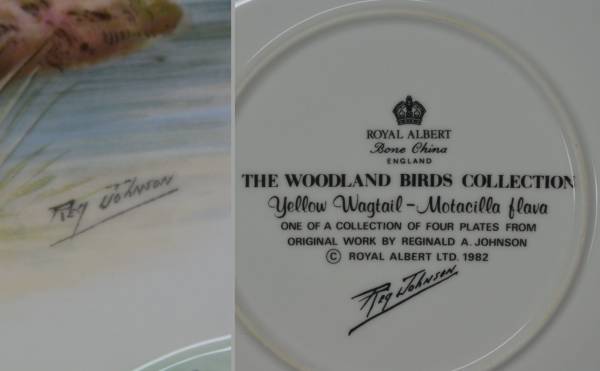 Reg Johnson
ROYAL ALBERT
Bone China
ENGLAND
THE WOODLAND BIRDS COLLECTION
Yellow Wagtail - Motacilla flava
ONE OF A COLLECTION OF FOUR PLATES FROM
ORIGINAL WORK BY REGINALD A. JOHNSON
© ROYAL ALBERT LTD. 1982
Reg Johnson